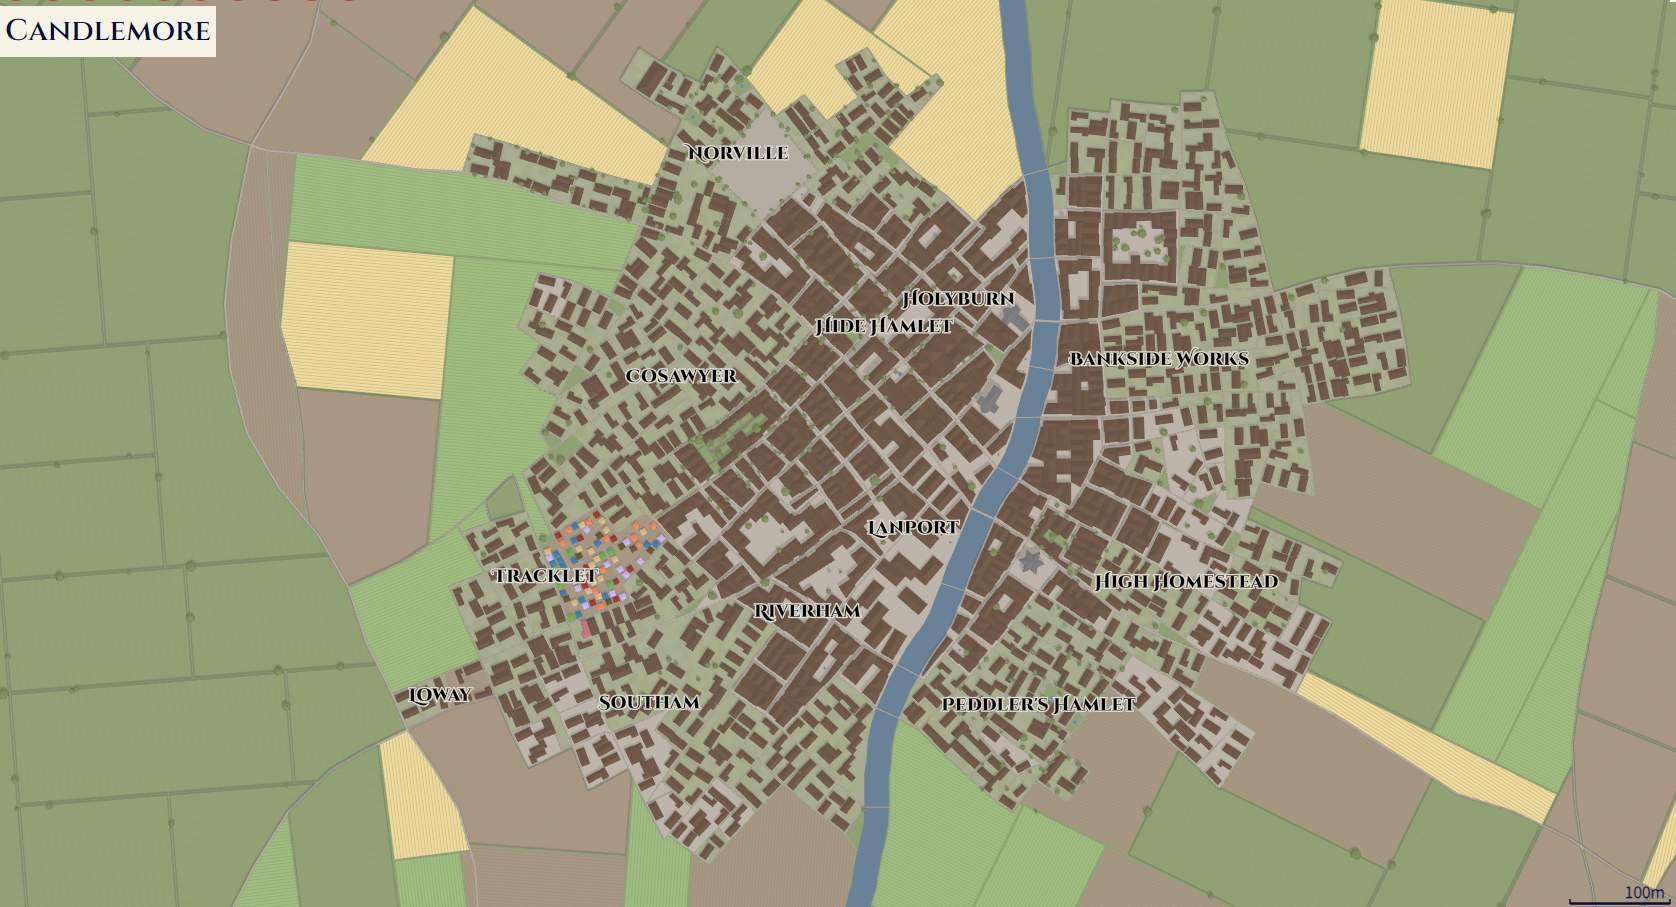 Candlemore
Norville
Holyburn
Hide Hamlet
Bankside Works
Cosawyer
Lanport
Tracklet
High Homestead
Riverham
Loway
Southam
Peddler's Hamlet
100m